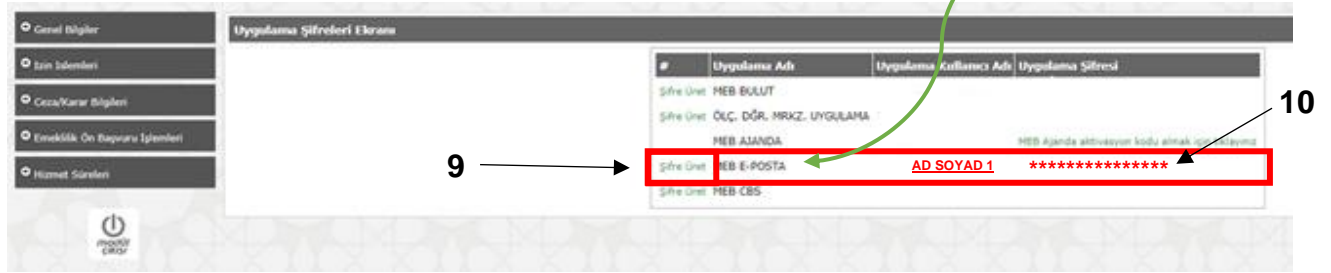 Genel Bilgiler
İzin İşlemleri
Ceza/Karar Bilgileri
Emeklilik Ön Başvuru İşlemleri
Hizmet Süreleri
modül çıkışı
Uygulama Şifreleri Ekranı
# Uygulama Adı Uygulama Kullanıcı Adı Uygulama Şifresi
Şifre Üret MEB BULUT
Şifre Üret ÖLÇ. DĞR. MRKZ. UYGULAMA
MEB AJANDA MEB Ajanda aktivasyon kodu almak için tıklayınız
Şifre Üret MEB E-POSTA AD SOYAD 1 ***************
Şifre Üret MEB CBS
9
10